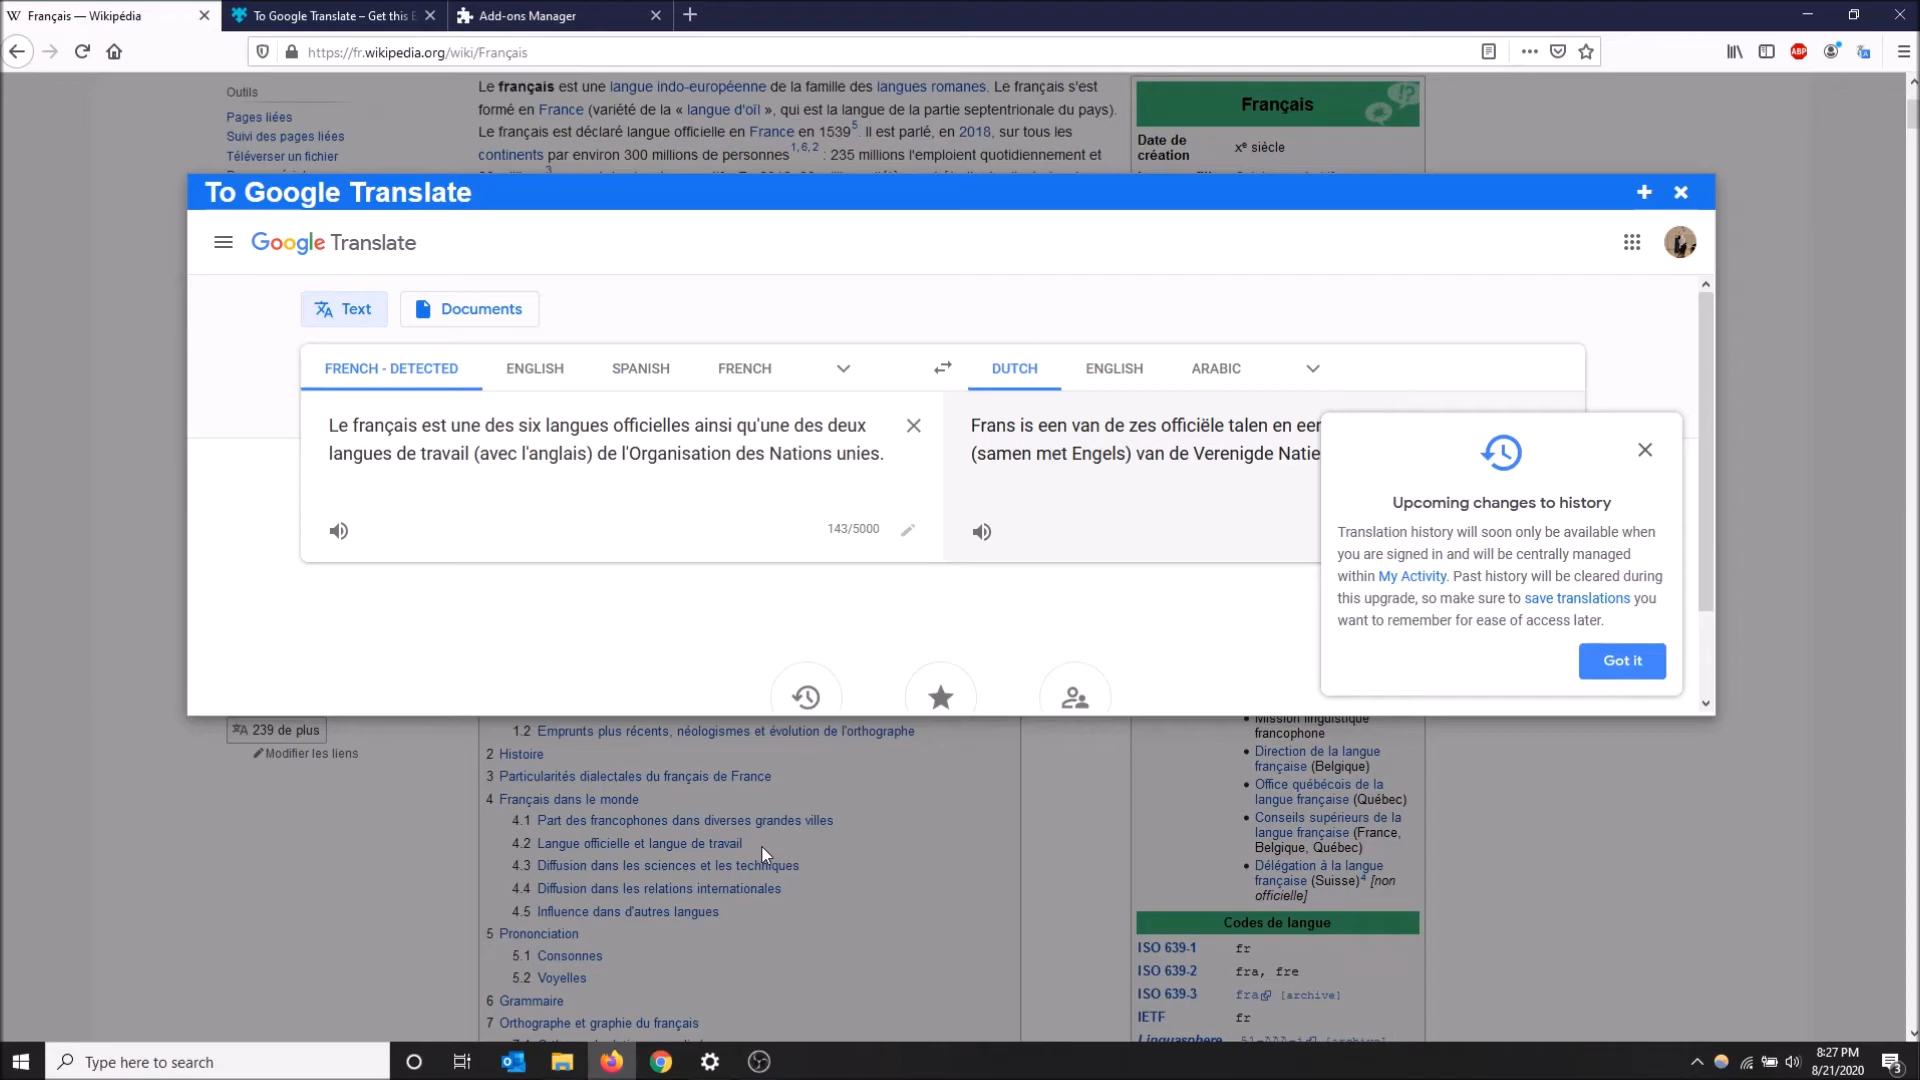 Français — Wikipédia
To Google Translate – Get this E
Add-ons Manager
https://fr.wikipedia.org/wiki/Français
ABP
Outils
Pages liées
Suivi des pages liées
Téléverser un fichier
Le français est une langue indo-européenne de la famille des langues romanes. Le français s'est
formé en France (variété de la « langue d'oïl », qui est la langue de la partie septentrionale du pays).
Le français est déclaré langue officielle en France en 1539⁵. Il est parlé, en 2018, sur tous les
continents par environ 300 millions de personnes¹,⁶,² : 235 millions l'emploient quotidiennement et
Français
Date de
création
xᵉ siècle
To Google Translate
Google Translate
Text
Documents
FRENCH - DETECTED
ENGLISH
SPANISH
FRENCH
DUTCH
ENGLISH
ARABIC
Le français est une des six langues officielles ainsi qu'une des deux
langues de travail (avec l'anglais) de l'Organisation des Nations unies.
143/5000
Frans is een van de zes officiële talen en een
(samen met Engels) van de Verenigde Natie
Upcoming changes to history
Translation history will soon only be available when
you are signed in and will be centrally managed
within My Activity. Past history will be cleared during
this upgrade, so make sure to save translations you
want to remember for ease of access later.
Got it
239 de plus
Modifier les liens
1.2 Emprunts plus récents, néologismes et évolution de l'orthographe
2 Histoire
3 Particularités dialectales du français de France
4 Français dans le monde
4.1 Part des francophones dans diverses grandes villes
4.2 Langue officielle et langue de travail
4.3 Diffusion dans les sciences et les techniques
4.4 Diffusion dans les relations internationales
4.5 Influence dans d'autres langues
5 Prononciation
5.1 Consonnes
5.2 Voyelles
6 Grammaire
7 Orthographe et graphie du français
Mission linguistique
francophone
Direction de la langue
française (Belgique)
Office québécois de la
langue française (Québec)
Conseils supérieurs de la
langue française (France,
Belgique, Québec)
Délégation à la langue
française (Suisse)⁴ [non
officielle]
Codes de langue
ISO 639-1 fr
ISO 639-2 fra, fre
ISO 639-3 fra [archive]
IETF fr
Linguasphere
Type here to search
8:27 PM
8/21/2020
3